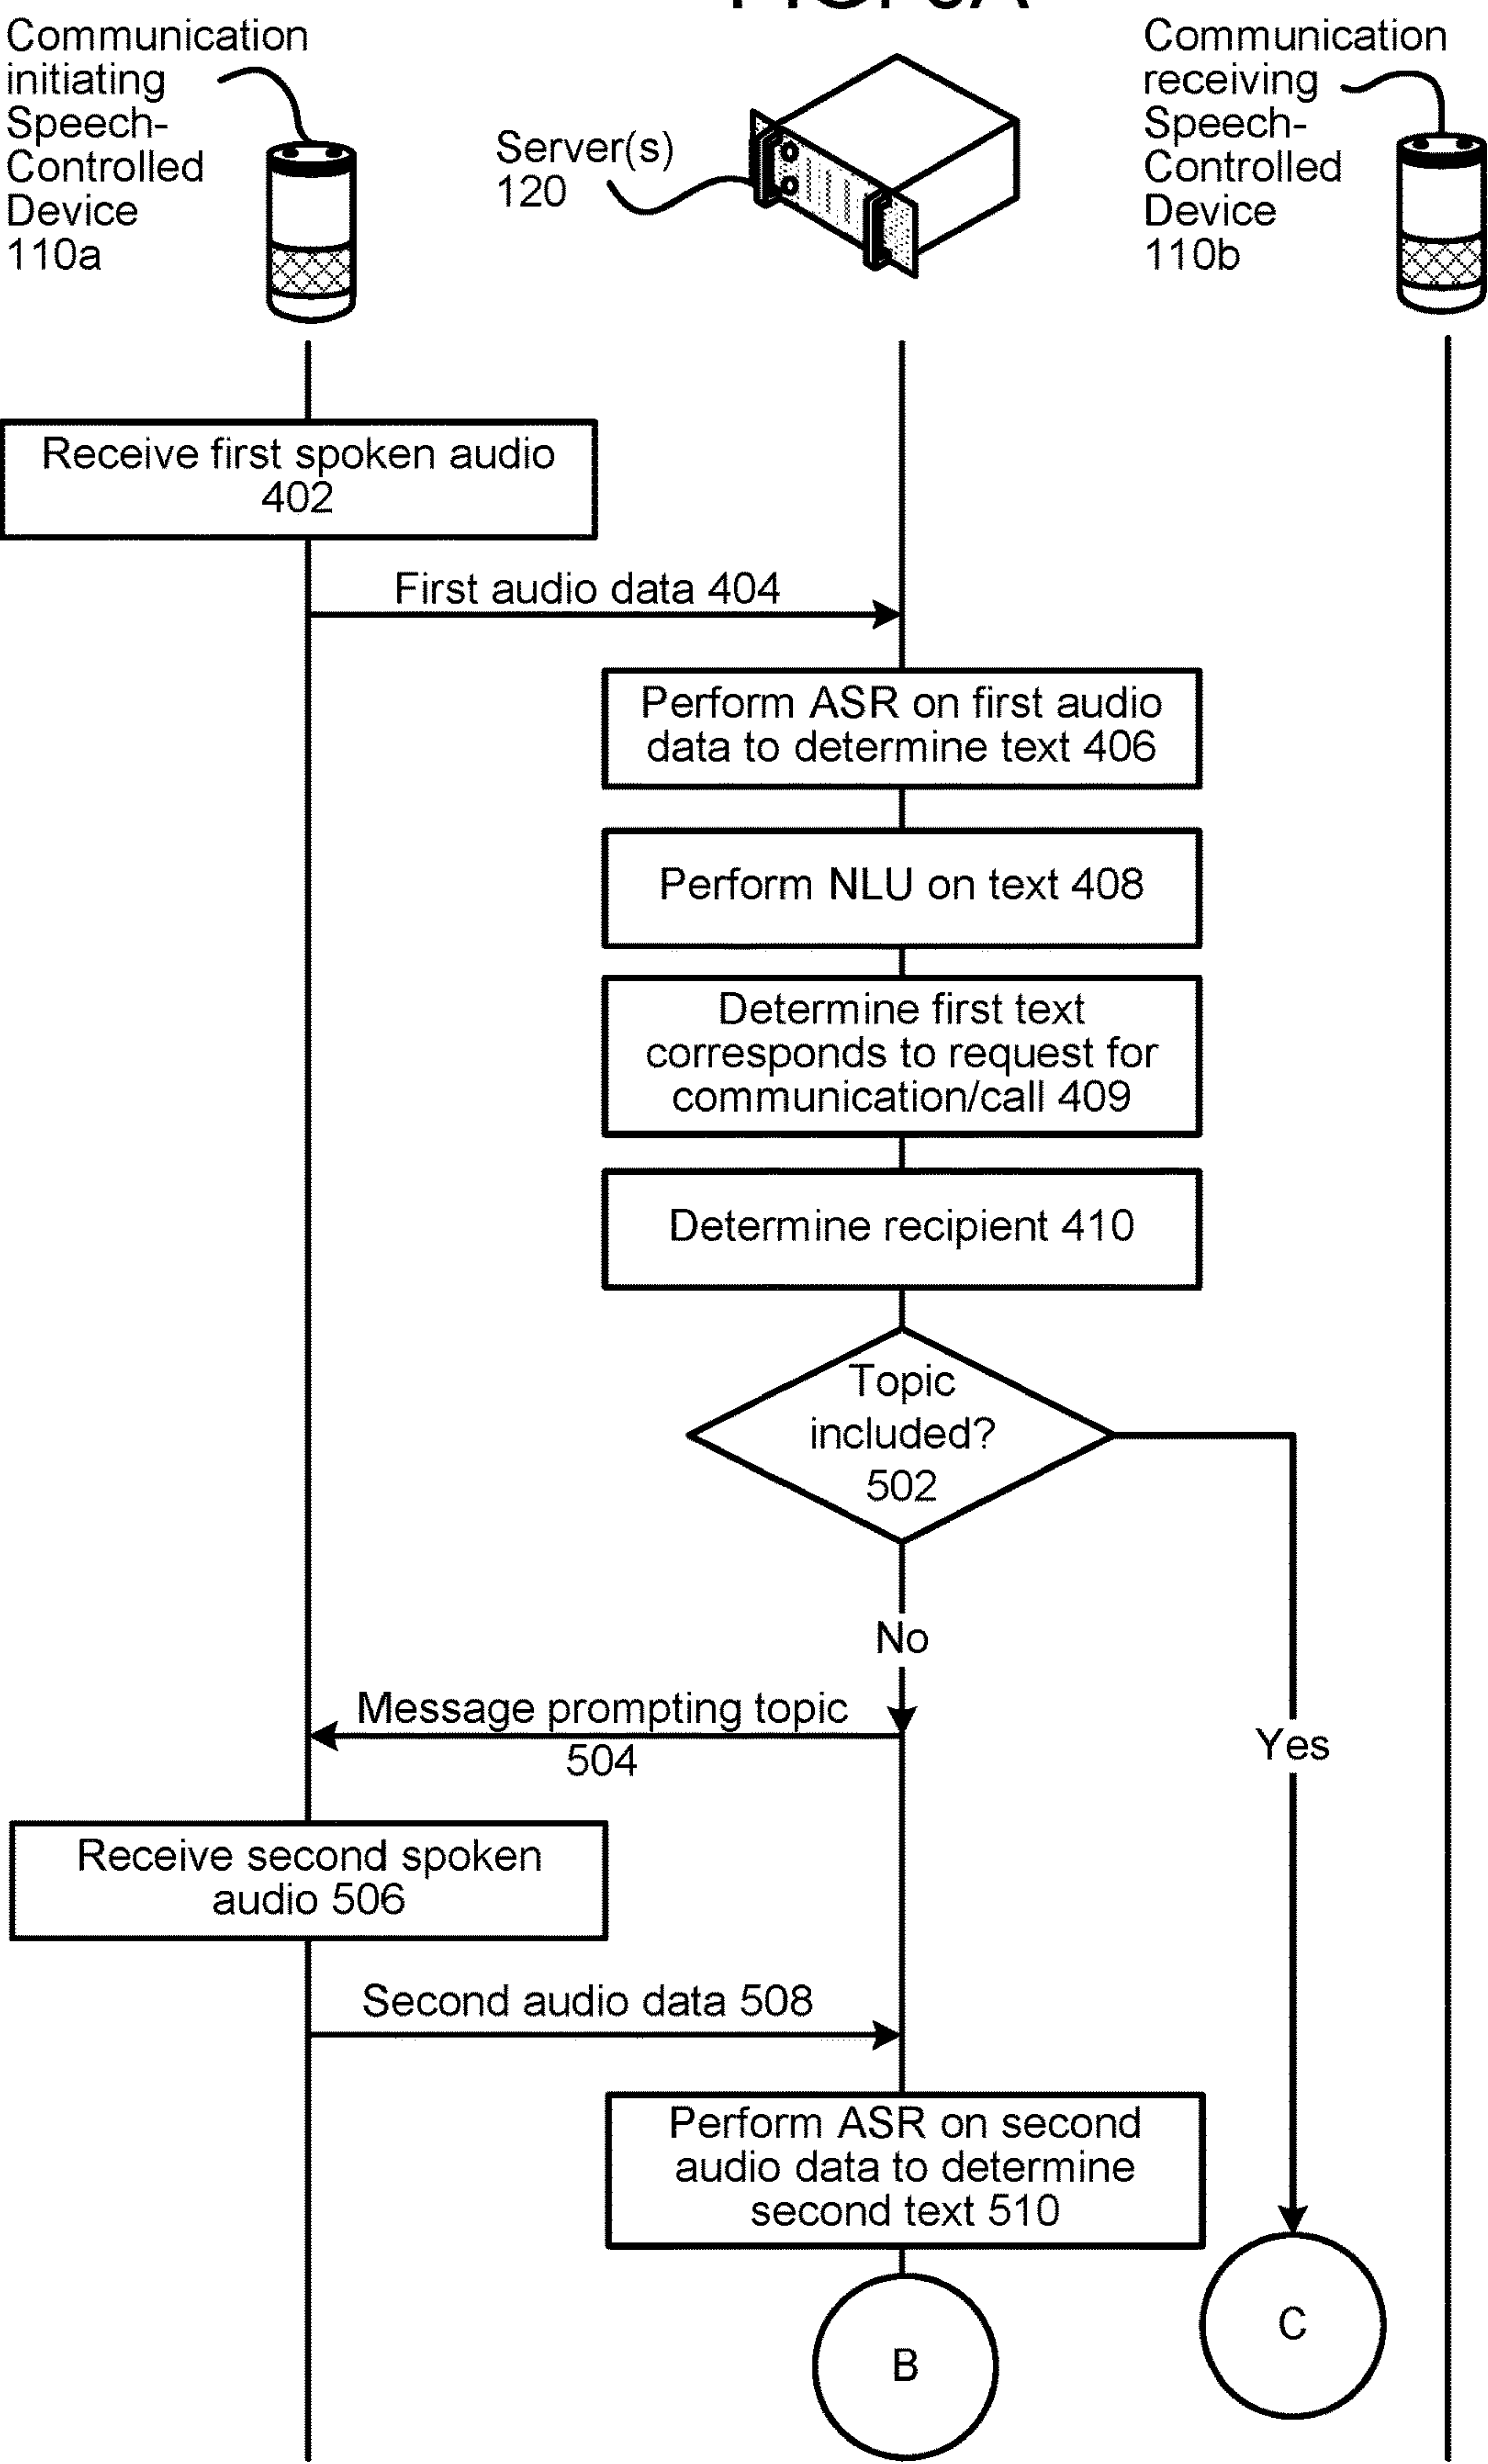 Communication
initiating
Speech-
Controlled
Device
110a
Server(s)
120
Communication
receiving
Speech-
Controlled
Device
110b
Receive first spoken audio
402
First audio data 404
Perform ASR on first audio
data to determine text 406
Perform NLU on text 408
Determine first text
corresponds to request for
communication/call 409
Determine recipient 410
Topic
included?
502
No
Yes
Message prompting topic
504
Receive second spoken
audio 506
Second audio data 508
Perform ASR on second
audio data to determine
second text 510
B
C